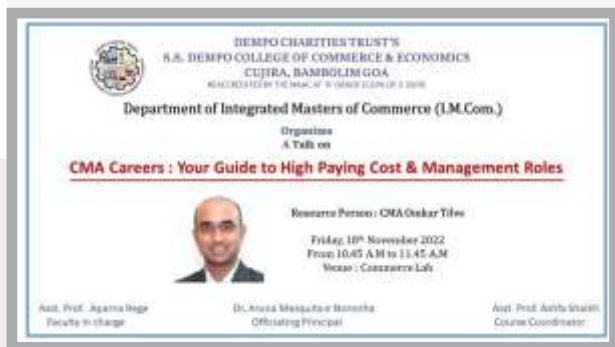 DEMPO CHARITIES TRUST'S
S.S. DEMPO COLLEGE OF COMMERCE & ECONOMICS
CUJIRA, BAMBOLIM GOA
Department of Integrated Masters of Commerce (I.M.Com.)
Organises
A Talk on
CMA Careers : Your Guide to High Paying Cost & Management Roles
Resource Person : CMA Onkar Tilve
Friday, 18th November 2022
From 10.45 A.M to 11.45 A.M
Venue : Commerce Lab
Asst. Prof. Aparna Rege
Faculty in charge
Officiating Principal
Asst. Prof. Ashfa Shaikh
Course Coordinator